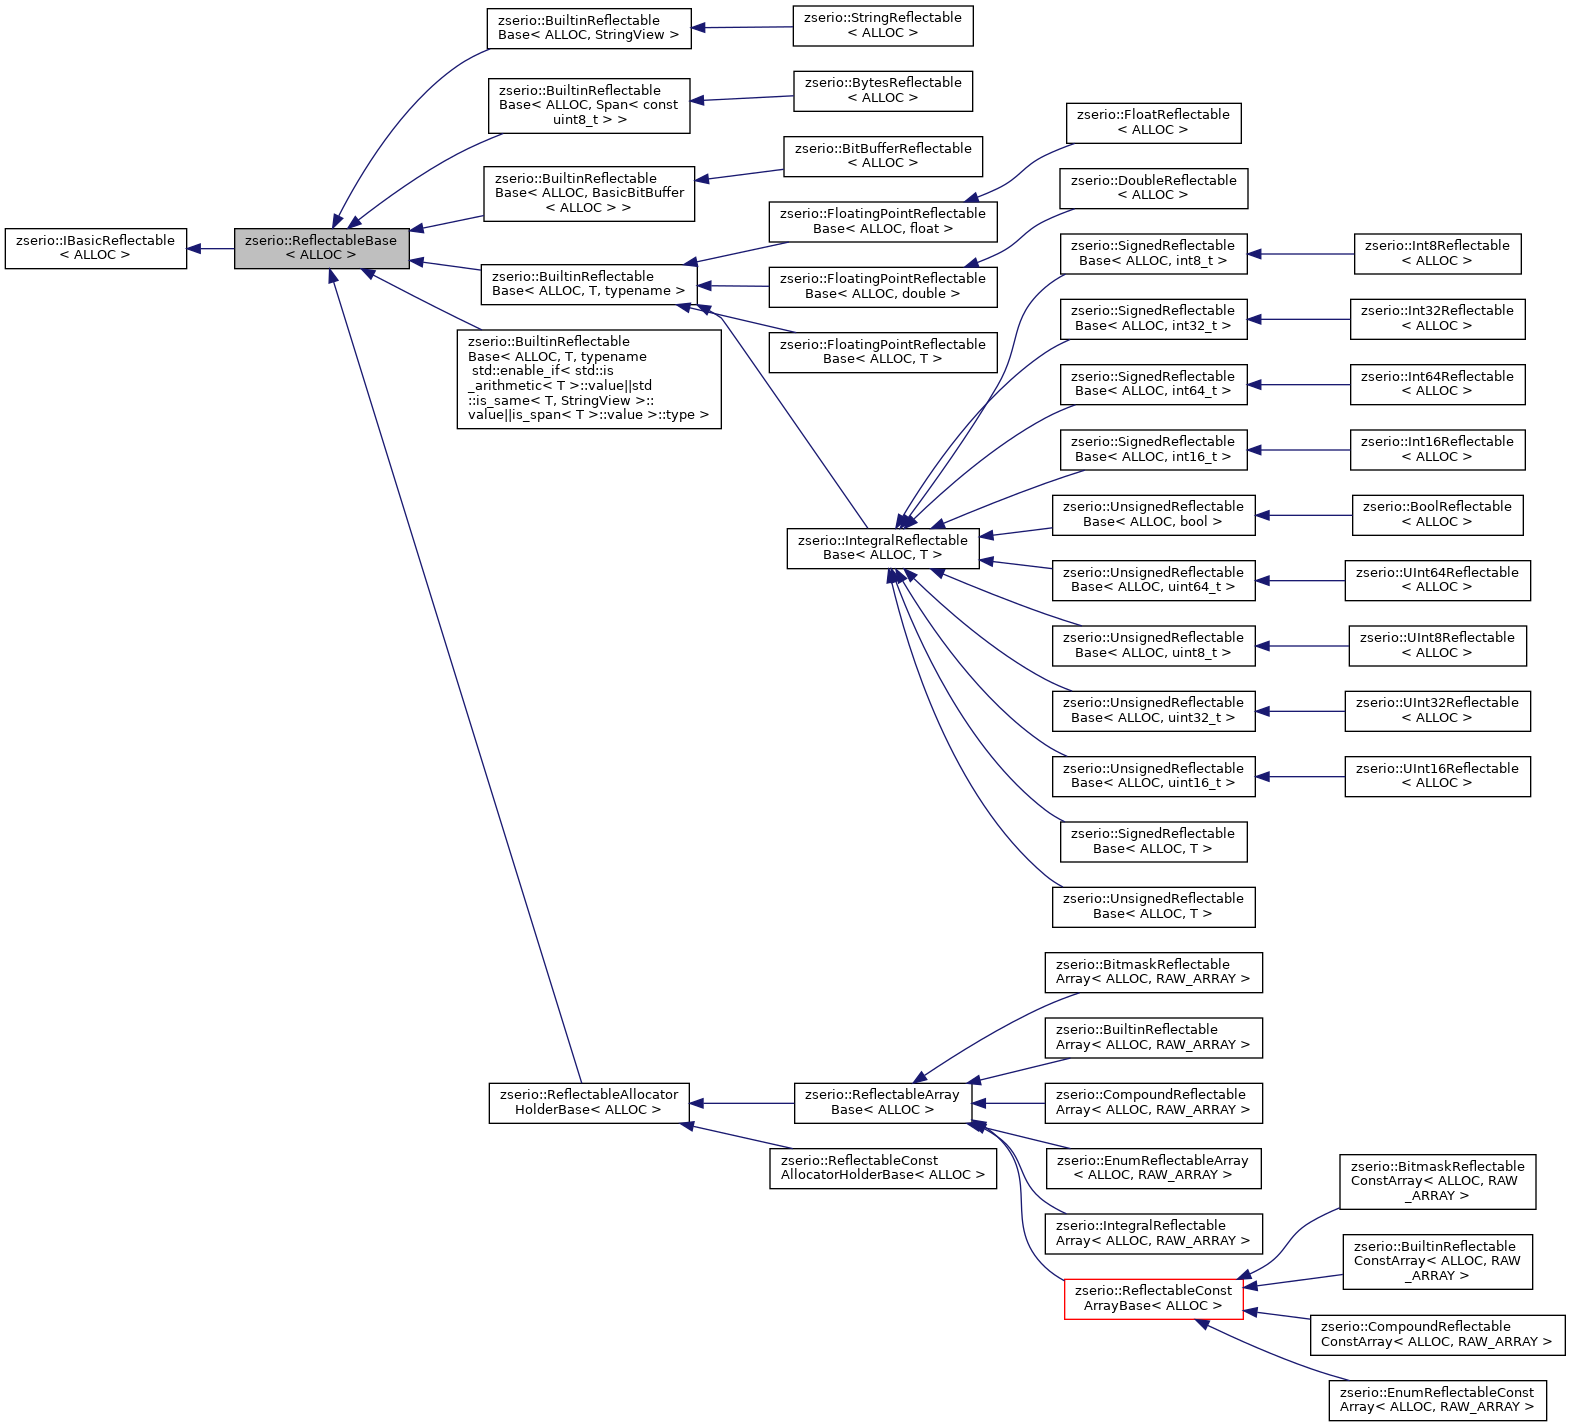 zserio::IBasicReflectable
< ALLOC >
zserio::ReflectableBase
< ALLOC >
zserio::BuiltinReflectable
Base< ALLOC, StringView >
zserio::StringReflectable
< ALLOC >
zserio::BuiltinReflectable
Base< ALLOC, Span< const
uint8_t > >
zserio::BytesReflectable
< ALLOC >
zserio::BuiltinReflectable
Base< ALLOC, BasicBitBuffer
< ALLOC > >
zserio::BitBufferReflectable
< ALLOC >
zserio::BuiltinReflectable
Base< ALLOC, T, typename >
zserio::FloatingPointReflectable
Base< ALLOC, float >
zserio::FloatReflectable
< ALLOC >
zserio::FloatingPointReflectable
Base< ALLOC, double >
zserio::DoubleReflectable
< ALLOC >
zserio::FloatingPointReflectable
Base< ALLOC, T >
zserio::IntegralReflectable
Base< ALLOC, T >
zserio::SignedReflectable
Base< ALLOC, int8_t >
zserio::Int8Reflectable
< ALLOC >
zserio::SignedReflectable
Base< ALLOC, int32_t >
zserio::Int32Reflectable
< ALLOC >
zserio::SignedReflectable
Base< ALLOC, int64_t >
zserio::Int64Reflectable
< ALLOC >
zserio::SignedReflectable
Base< ALLOC, int16_t >
zserio::Int16Reflectable
< ALLOC >
zserio::UnsignedReflectable
Base< ALLOC, bool >
zserio::BoolReflectable
< ALLOC >
zserio::UnsignedReflectable
Base< ALLOC, uint64_t >
zserio::UInt64Reflectable
< ALLOC >
zserio::UnsignedReflectable
Base< ALLOC, uint8_t >
zserio::UInt8Reflectable
< ALLOC >
zserio::UnsignedReflectable
Base< ALLOC, uint32_t >
zserio::UInt32Reflectable
< ALLOC >
zserio::UnsignedReflectable
Base< ALLOC, uint16_t >
zserio::UInt16Reflectable
< ALLOC >
zserio::SignedReflectable
Base< ALLOC, T >
zserio::UnsignedReflectable
Base< ALLOC, T >
zserio::BuiltinReflectable
Base< ALLOC, T, typename
std::enable_if< std::is
_arithmetic< T >::value||std
::is_same< T, StringView >::
value||is_span< T >::value >::type >
zserio::ReflectableAllocator
HolderBase< ALLOC >
zserio::ReflectableArray
Base< ALLOC >
zserio::BitmaskReflectable
Array< ALLOC, RAW_ARRAY >
zserio::BuiltinReflectable
Array< ALLOC, RAW_ARRAY >
zserio::CompoundReflectable
Array< ALLOC, RAW_ARRAY >
zserio::EnumReflectableArray
< ALLOC, RAW_ARRAY >
zserio::IntegralReflectable
Array< ALLOC, RAW_ARRAY >
zserio::ReflectableConst
ArrayBase< ALLOC >
zserio::BitmaskReflectable
ConstArray< ALLOC, RAW
_ARRAY >
zserio::BuiltinReflectable
ConstArray< ALLOC, RAW
_ARRAY >
zserio::CompoundReflectable
ConstArray< ALLOC, RAW_ARRAY >
zserio::EnumReflectableConst
Array< ALLOC, RAW_ARRAY >
zserio::ReflectableConst
AllocatorHolderBase< ALLOC >